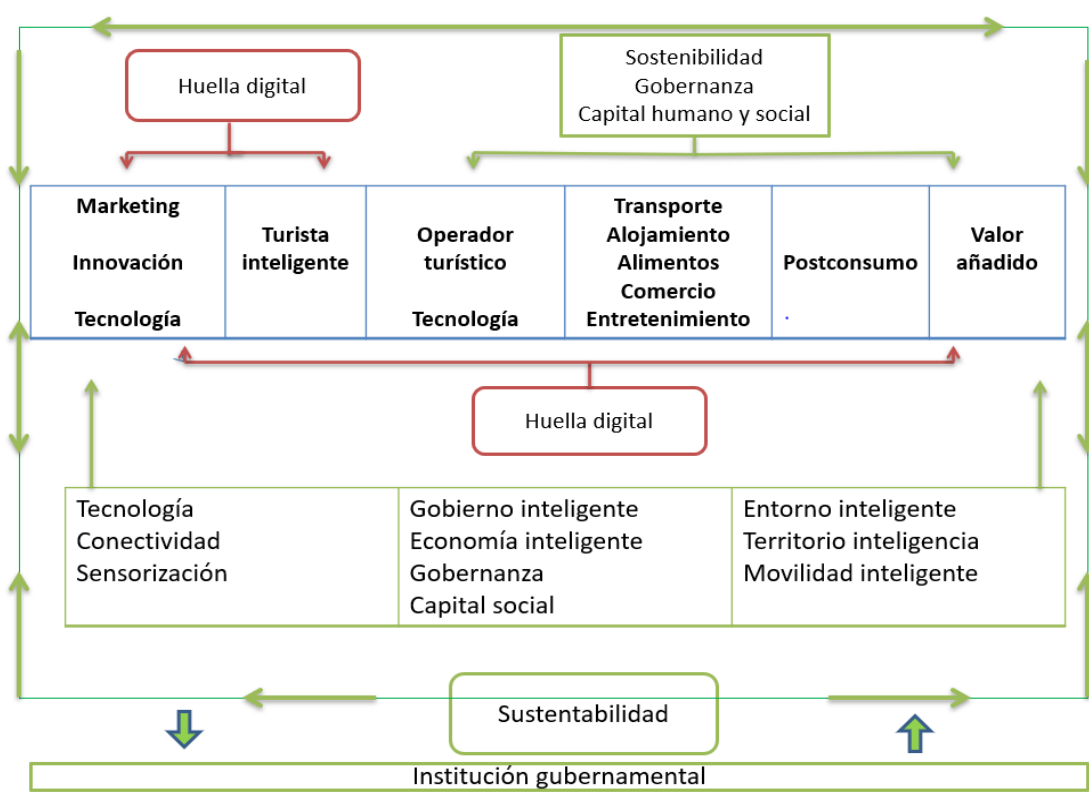 Huella digital
Sostenibilidad
Gobernanza
Capital humano y social
Marketing
Innovación
Tecnología
Turista
inteligente
Operador
turístico
Tecnología
Transporte
Alojamiento
Alimentos
Comercio
Entretenimiento
Postconsumo
Valor
añadido
Huella digital
Tecnología
Conectividad
Sensorización
Gobierno inteligente
Economía inteligente
Gobernanza
Capital social
Entorno inteligente
Territorio inteligencia
Movilidad inteligente
Sustentabilidad
Institución gubernamental